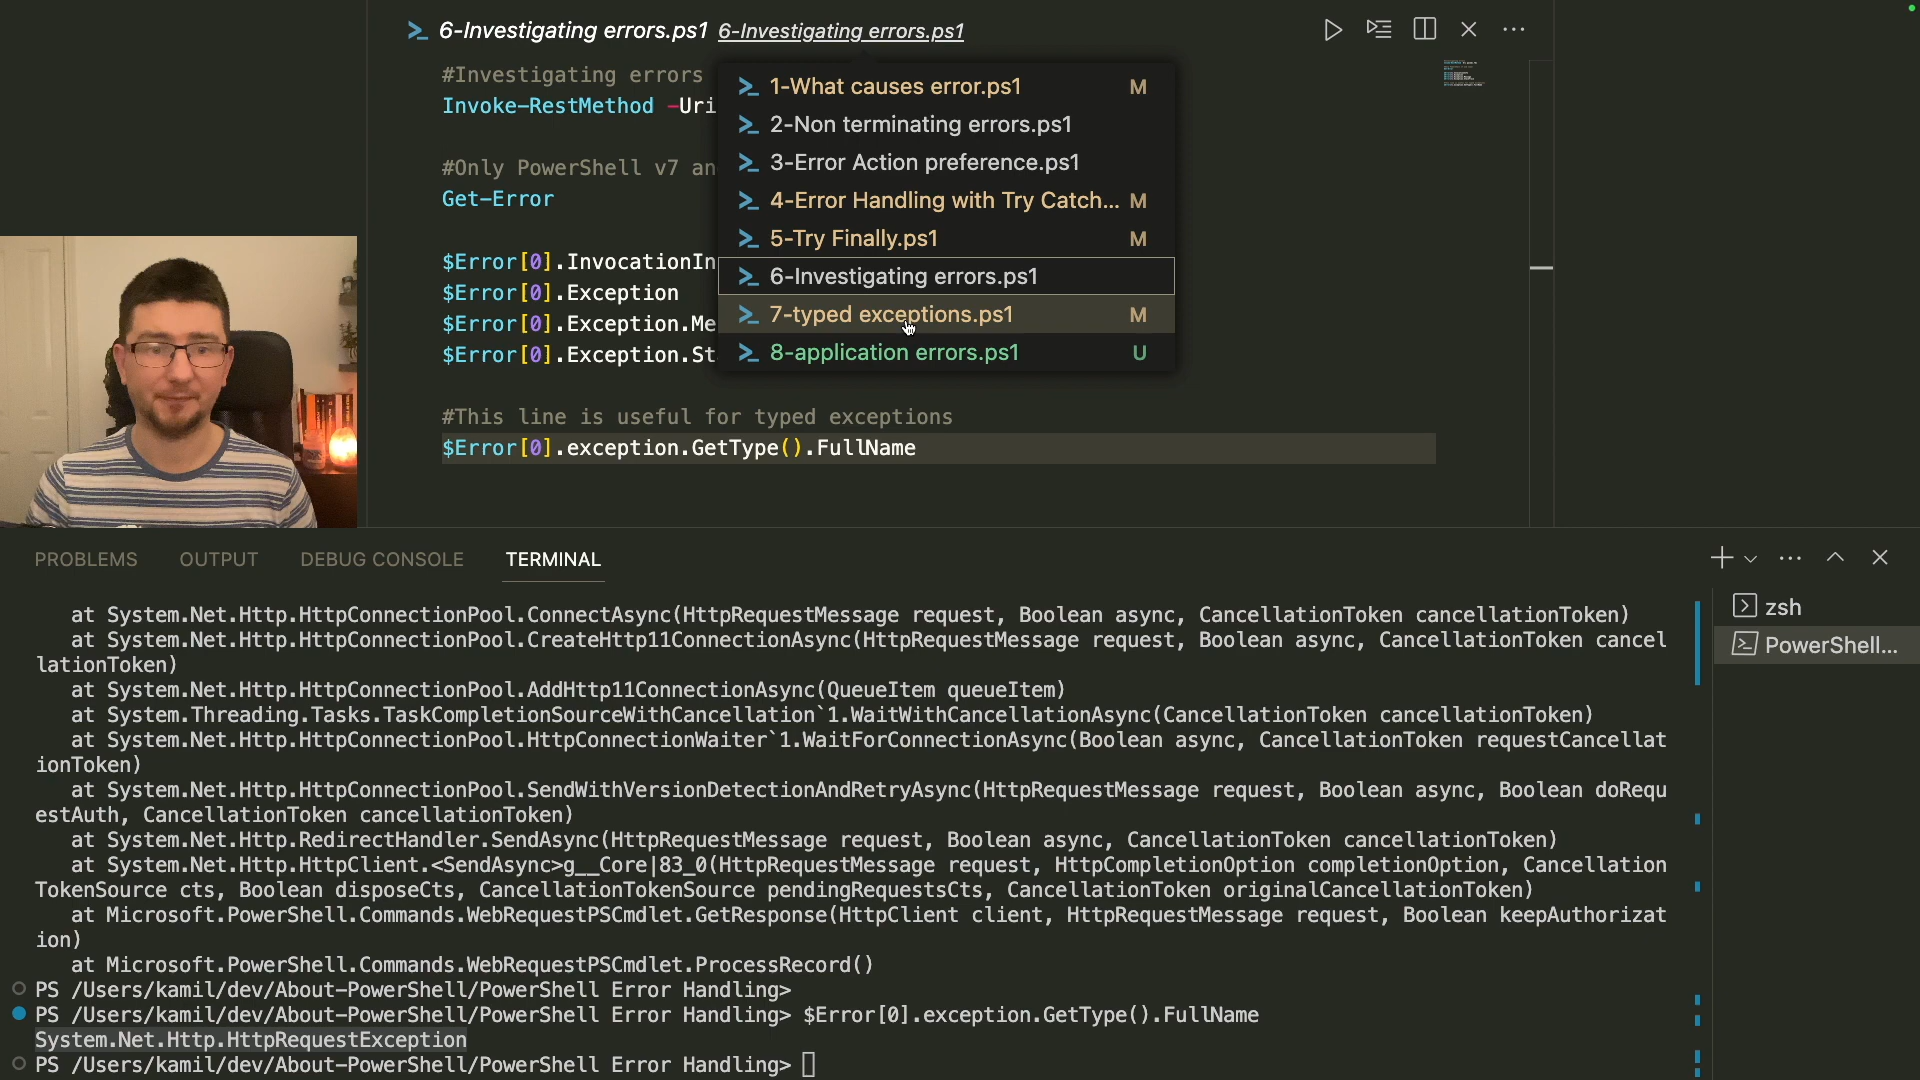 6-Investigating errors.ps1 6-Investigating errors.ps1
#Investigating errors
Invoke-RestMethod -Uri
#Only PowerShell v7 an
Get-Error
$Error[0].InvocationIn
$Error[0].Exception
$Error[0].Exception.Me
$Error[0].Exception.St
#This line is useful for typed exceptions
$Error[0].exception.GetType().FullName
1-What causes error.ps1 M
2-Non terminating errors.ps1
3-Error Action preference.ps1
4-Error Handling with Try Catch... M
5-Try Finally.ps1 M
6-Investigating errors.ps1
7-typed exceptions.ps1 M
8-application errors.ps1 U
PROBLEMS OUTPUT DEBUG CONSOLE TERMINAL
at System.Net.Http.HttpConnectionPool.ConnectAsync(HttpRequestMessage request, Boolean async, CancellationToken cancellationToken)
at System.Net.Http.HttpConnectionPool.CreateHttp11ConnectionAsync(HttpRequestMessage request, Boolean async, CancellationToken cancel
lationToken)
at System.Net.Http.HttpConnectionPool.AddHttp11ConnectionAsync(QueueItem queueItem)
at System.Threading.Tasks.TaskCompletionSourceWithCancellation`1.WaitWithCancellationAsync(CancellationToken cancellationToken)
at System.Net.Http.HttpConnectionPool.HttpConnectionWaiter`1.WaitForConnectionAsync(Boolean async, CancellationToken requestCancellat
ionToken)
at System.Net.Http.HttpConnectionPool.SendWithVersionDetectionAndRetryAsync(HttpRequestMessage request, Boolean async, Boolean doRequ
estAuth, CancellationToken cancellationToken)
at System.Net.Http.RedirectHandler.SendAsync(HttpRequestMessage request, Boolean async, CancellationToken cancellationToken)
at System.Net.Http.HttpClient.<SendAsync>g__Core|83_0(HttpRequestMessage request, HttpCompletionOption completionOption, Cancellation
TokenSource cts, Boolean disposeCts, CancellationTokenSource pendingRequestsCts, CancellationToken originalCancellationToken)
at Microsoft.PowerShell.Commands.WebRequestPSCmdlet.GetResponse(HttpClient client, HttpRequestMessage request, Boolean keepAuthorizat
ion)
at Microsoft.PowerShell.Commands.WebRequestPSCmdlet.ProcessRecord()
PS /Users/kamil/dev/About-PowerShell/PowerShell Error Handling>
PS /Users/kamil/dev/About-PowerShell/PowerShell Error Handling> $Error[0].exception.GetType().FullName
System.Net.Http.HttpRequestException
PS /Users/kamil/dev/About-PowerShell/PowerShell Error Handling>
zsh
PowerShell...